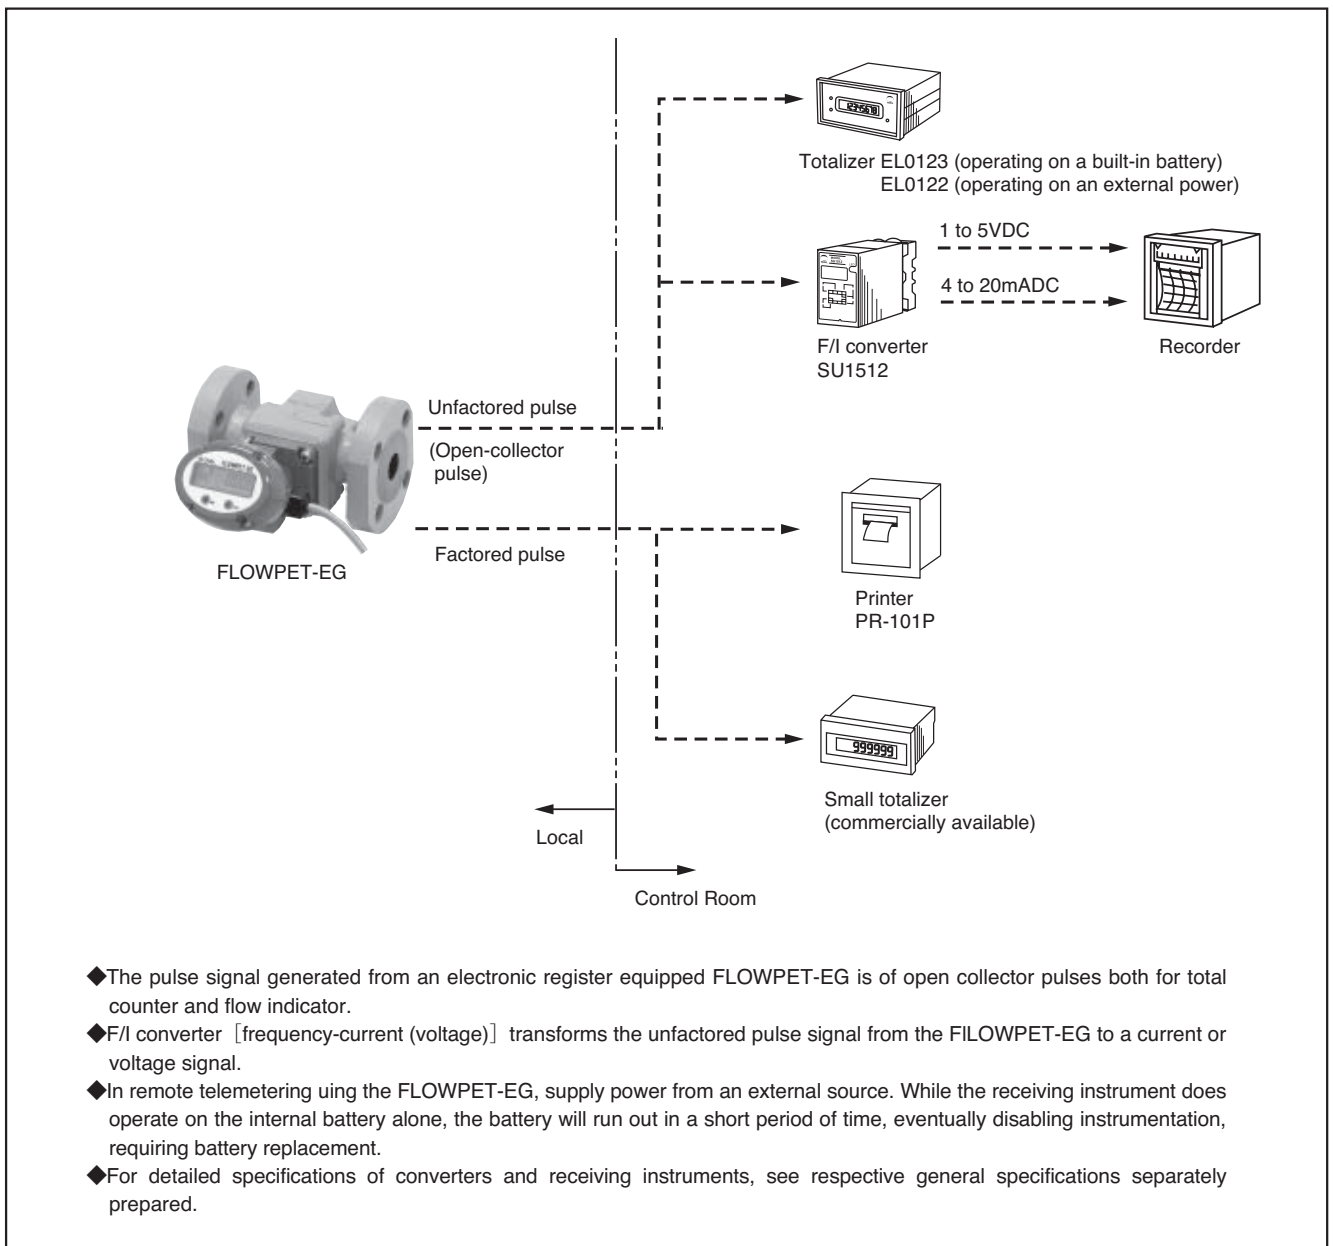 12345678
Totalizer EL0123 (operating on a built-in battery)
EL0122 (operating on an external power)
1 to 5VDC
4 to 20mADC
F/I converter
SU1512
Recorder
Unfactored pulse
(Open-collector
pulse)
Factored pulse
FLOWPET-EG
Printer
PR-101P
999999
Small totalizer
(commercially available)
Local
Control Room
◆The pulse signal generated from an electronic register equipped FLOWPET-EG is of open collector pulses both for total
counter and flow indicator.
◆F/I converter［frequency-current (voltage)］transforms the unfactored pulse signal from the FlLOWPET-EG to a current or
voltage signal.
◆In remote telemetering uing the FLOWPET-EG, supply power from an external source. While the receiving instrument does
operate on the internal battery alone, the battery will run out in a short period of time, eventually disabling instrumentation,
requiring battery replacement.
◆For detailed specifications of converters and receiving instruments, see respective general specifications separately
prepared.